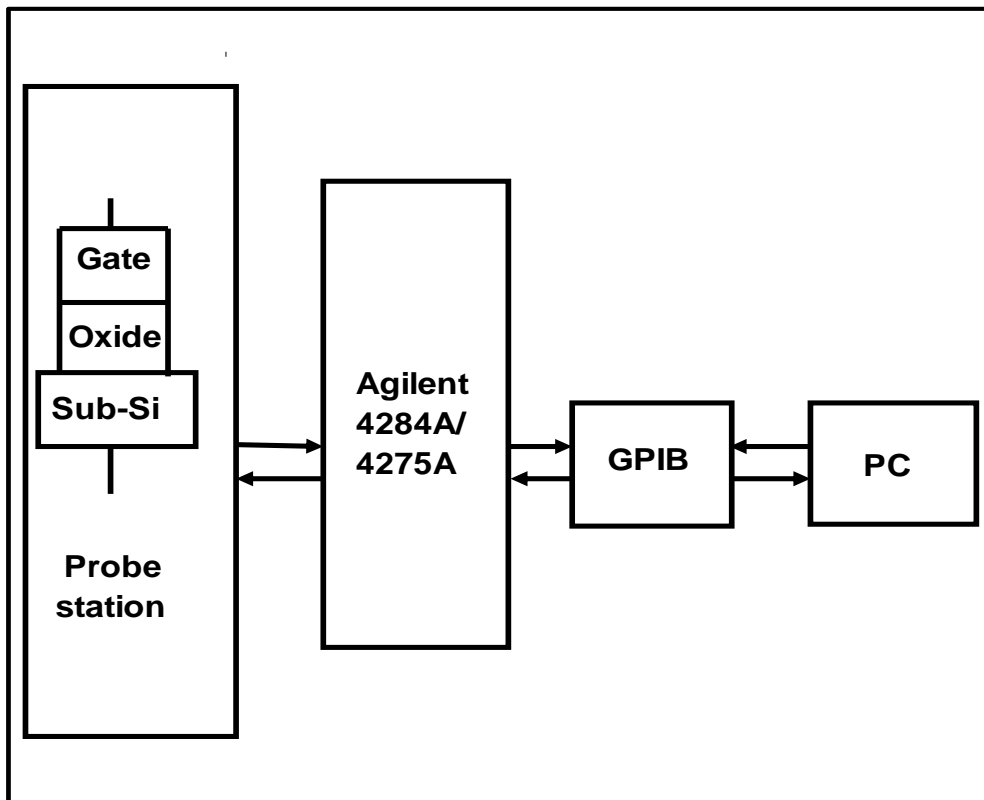 Gate
Oxide
Sub-Si
Probe
station
Agilent
4284A/
4275A
GPIB
PC